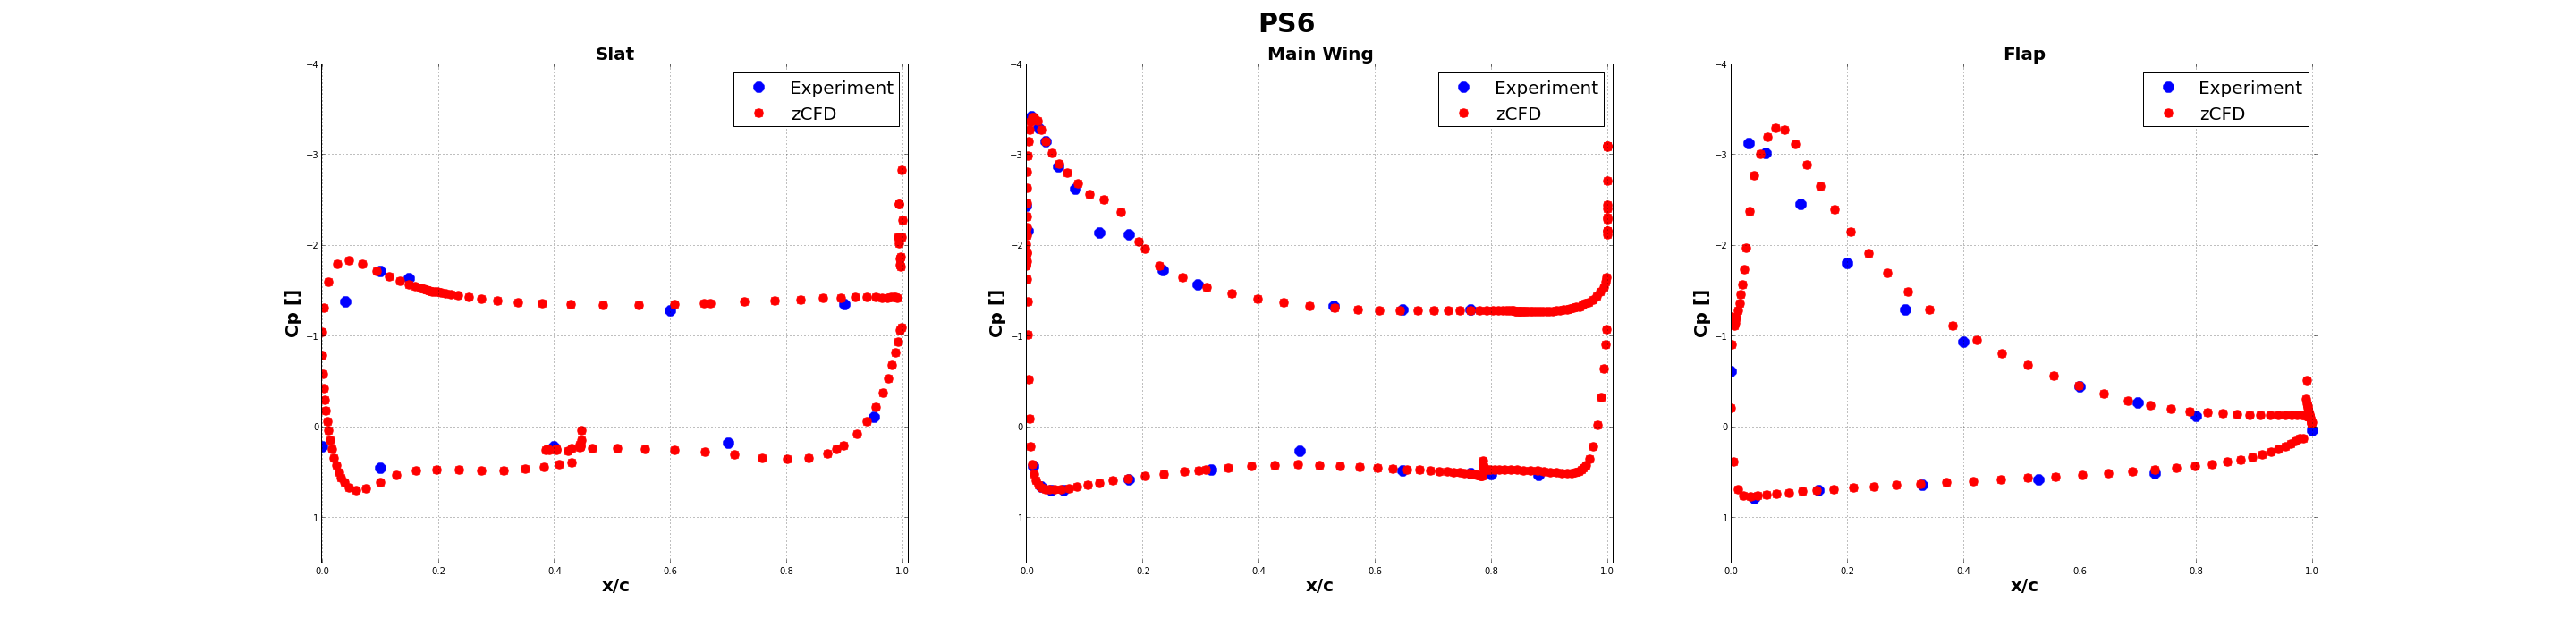 PS6
Slat
Main Wing
Flap
Experiment
zCFD
Experiment
zCFD
Experiment
zCFD
Cp []
−4
−3
−2
−1
0
1
0.0 0.2 0.4 0.6 0.8 1.0
x/c
Cp []
−4
−3
−2
−1
0
1
0.0 0.2 0.4 0.6 0.8 1.0
x/c
Cp []
−4
−3
−2
−1
0
1
0.0 0.2 0.4 0.6 0.8 1.0
x/c